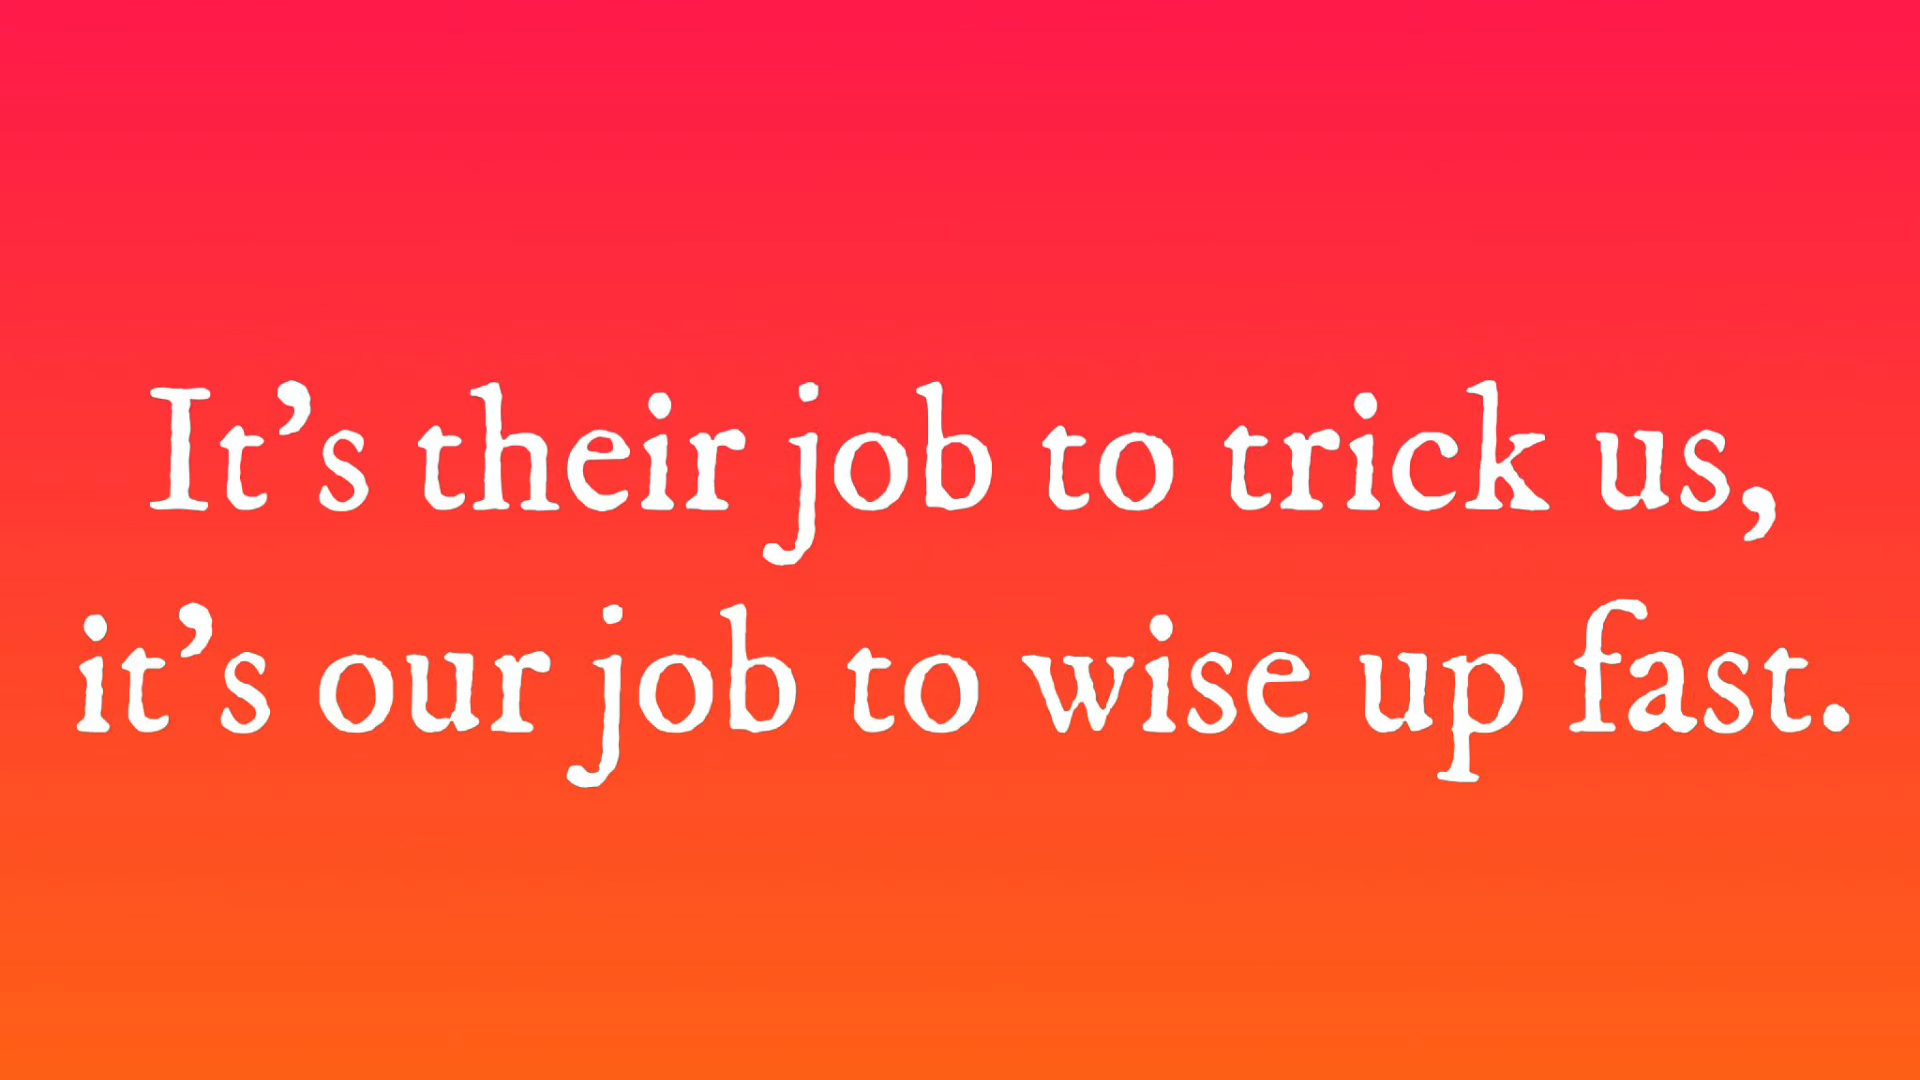 It’s their job to trick us,
it’s our job to wise up fast.